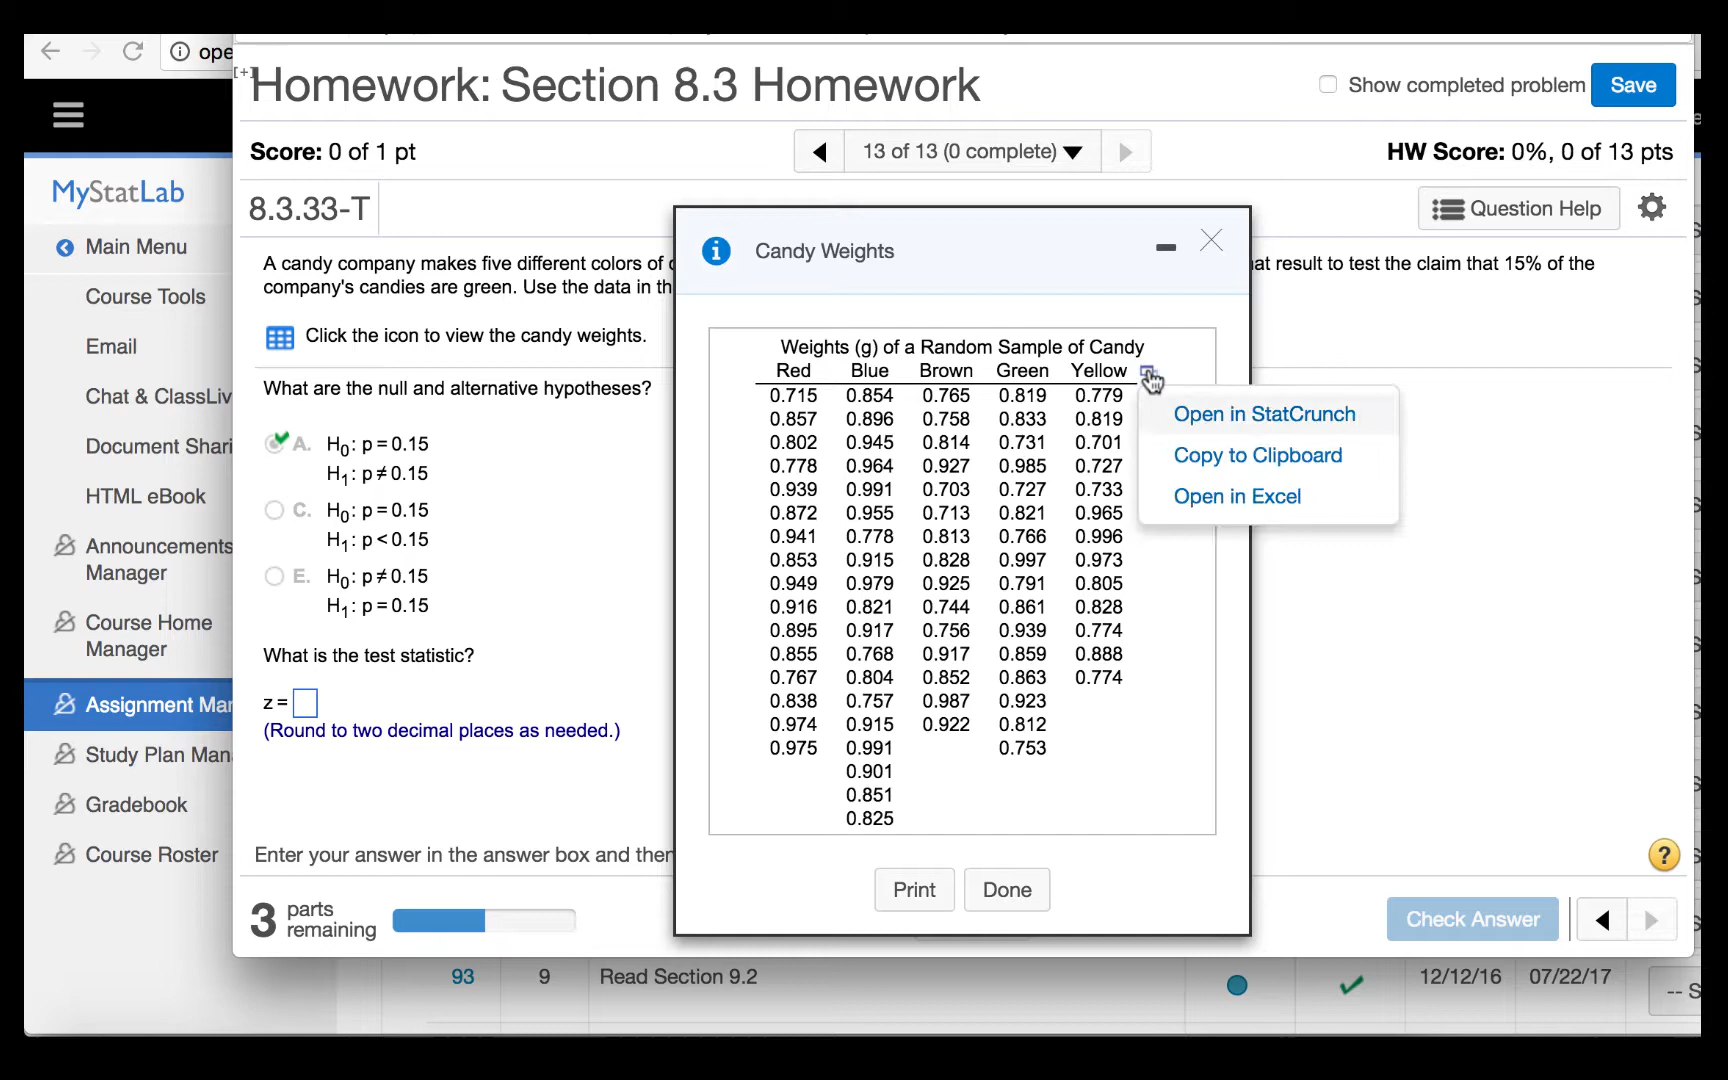 ope
[+]
Homework: Section 8.3 Homework
Show completed problem
Save
Score: 0 of 1 pt
13 of 13 (0 complete)
HW Score: 0%, 0 of 13 pts
MyStatLab
8.3.33-T
Question Help
Main Menu
Course Tools
Email
Chat & ClassLiv
Document Shari
HTML eBook
Announcements
Manager
Course Home
Manager
Assignment Mar
Study Plan Man
Gradebook
Course Roster
A candy company makes five different colors of
at result to test the claim that 15% of the
company's candies are green. Use the data in th
Click the icon to view the candy weights.
What are the null and alternative hypotheses?
A. H0: p = 0.15
H1: p ≠ 0.15
C. H0: p = 0.15
H1: p < 0.15
E. H0: p ≠ 0.15
H1: p = 0.15
What is the test statistic?
z =
(Round to two decimal places as needed.)
Enter your answer in the answer box and then
3 parts
remaining
Candy Weights
Weights (g) of a Random Sample of Candy
Red Blue Brown Green Yellow
0.715 0.854 0.765 0.819 0.779
0.857 0.896 0.758 0.833 0.819
0.802 0.945 0.814 0.731 0.701
0.778 0.964 0.927 0.985 0.727
0.939 0.991 0.703 0.727 0.733
0.872 0.955 0.713 0.821 0.965
0.941 0.778 0.813 0.766 0.996
0.853 0.915 0.828 0.997 0.973
0.949 0.979 0.925 0.791 0.805
0.916 0.821 0.744 0.861 0.828
0.895 0.917 0.756 0.939 0.774
0.855 0.768 0.917 0.859 0.888
0.767 0.804 0.852 0.863 0.774
0.838 0.757 0.987 0.923
0.974 0.915 0.922 0.812
0.975 0.991 0.753
0.901
0.851
0.825
Open in StatCrunch
Copy to Clipboard
Open in Excel
Print
Done
?
Check Answer
93 9 Read Section 9.2 12/12/16 07/22/17 -- S